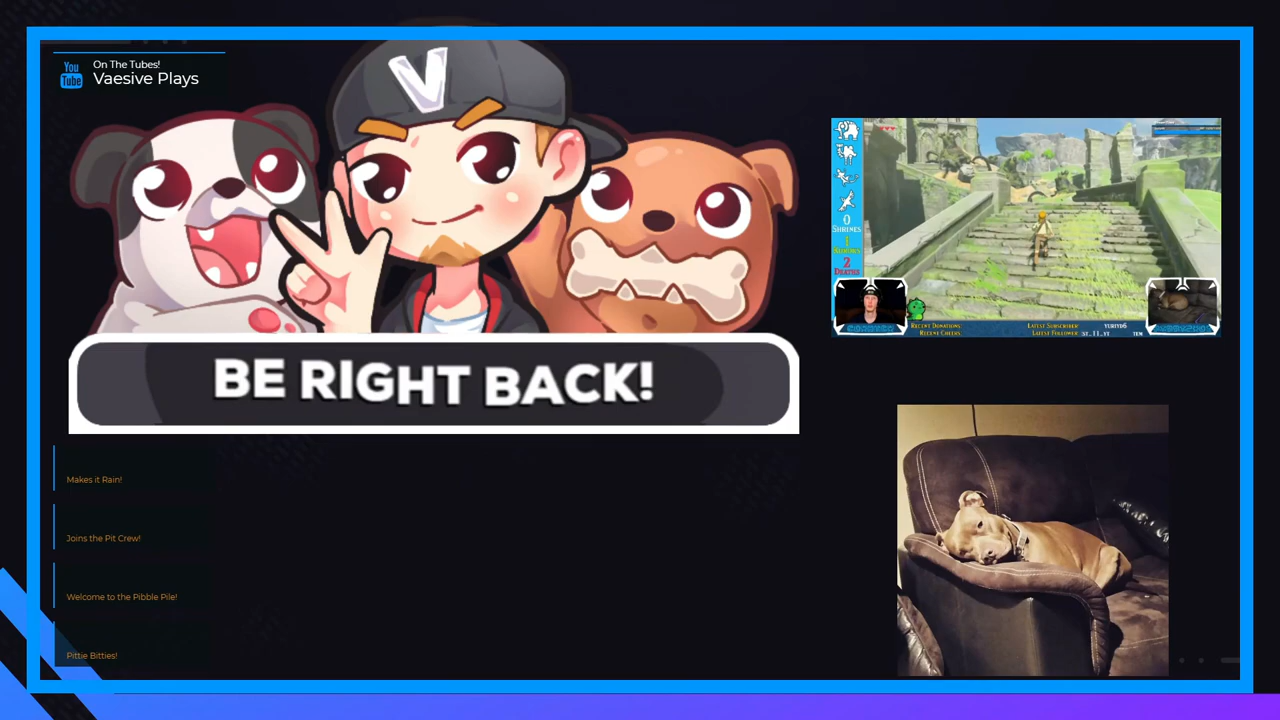 You
Tube
On The Tubes!
Vaesive Plays
V
BE RIGHT BACK!
0
SHRINES
1
2
DEATHS
RECENT DONATIONS
RECENT CHEERS
LATEST SUBSCRIBER
LATEST FOLLOWER
Makes it Rain!
Joins the Pit Crew!
Welcome to the Pibble Pile!
Pittie Bitties!